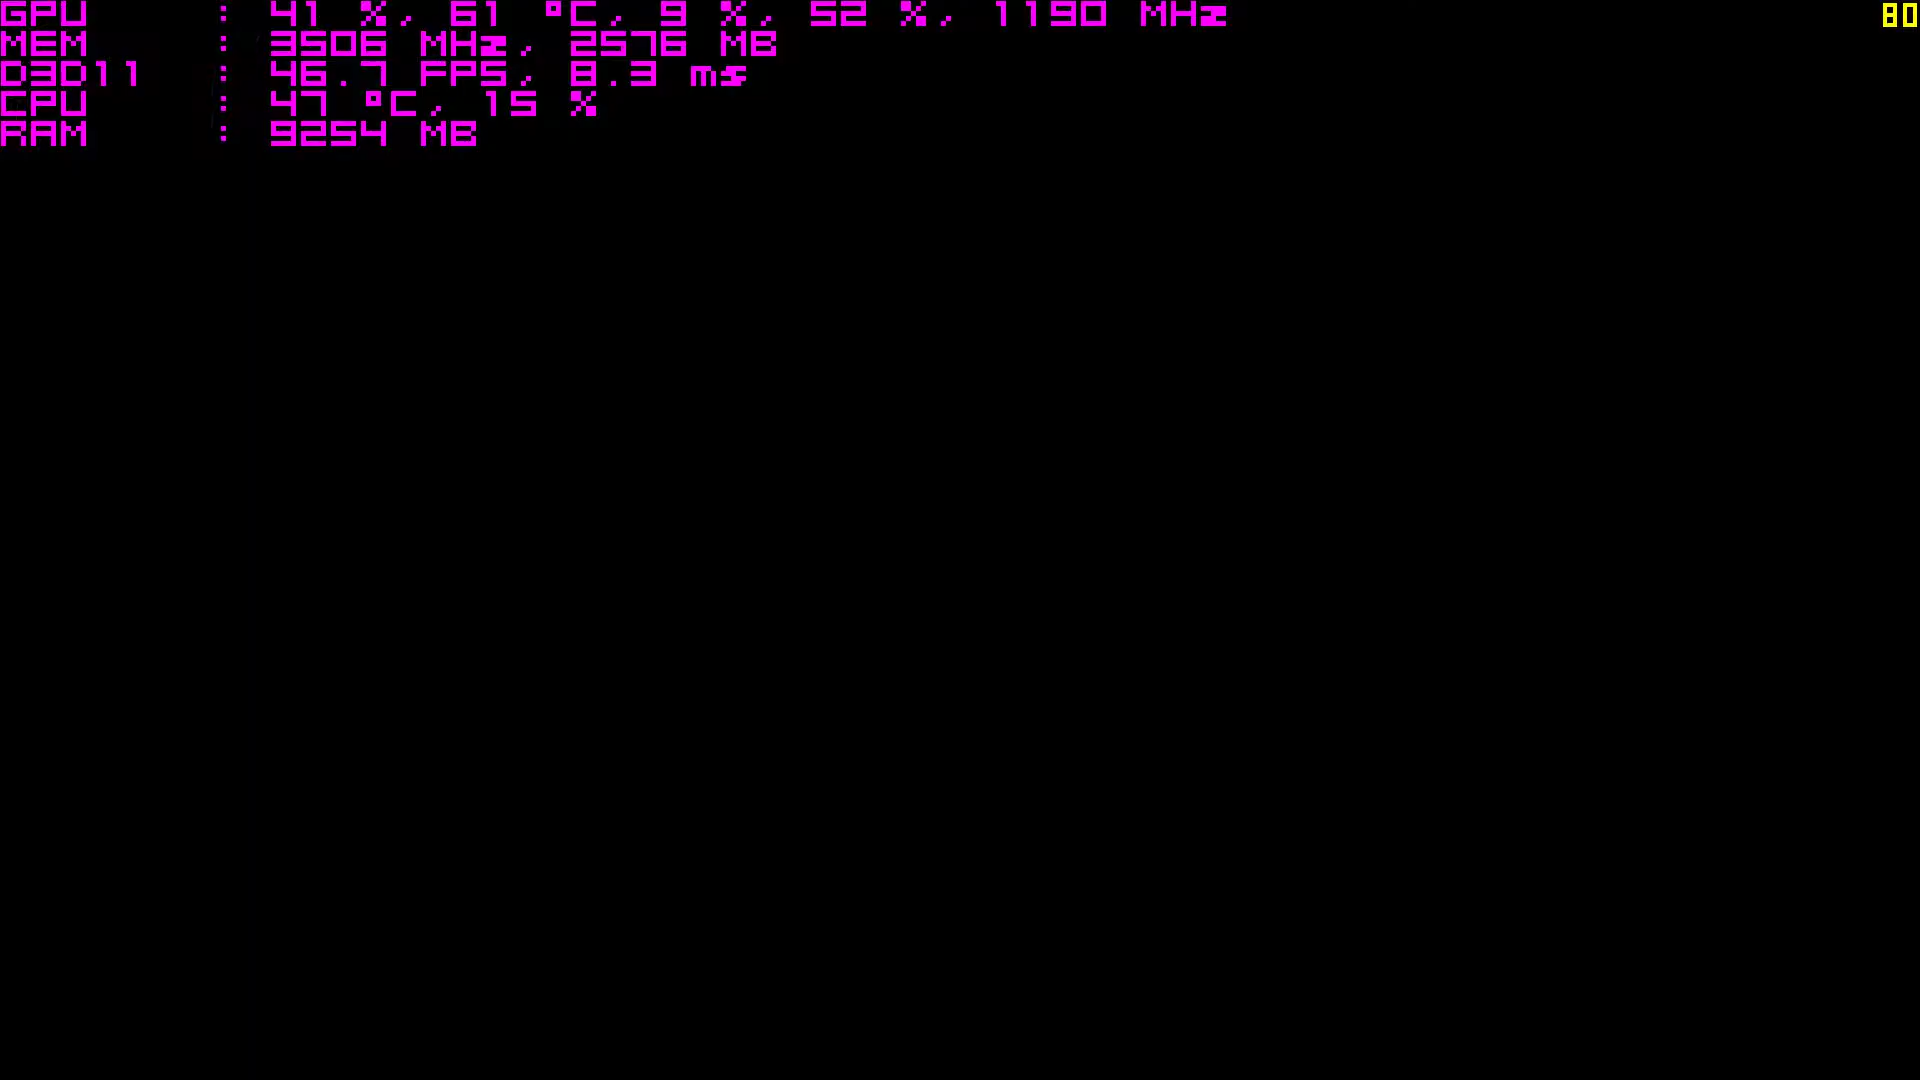 GPU : 41 %, 61 °C, 9 %, 52 %, 1190 MHz
80
MEM : 3506 MHz, 2576 MB
D3D11 : 46.7 FPS, 8.3 ms
CPU : 47 °C, 15 %
RAM : 9254 MB